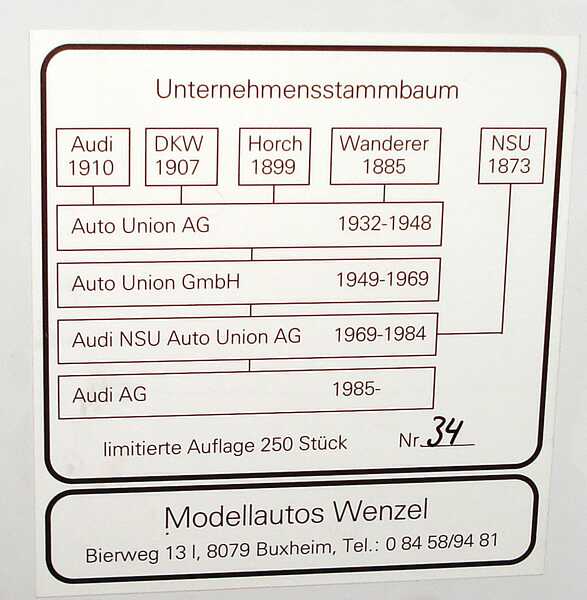 Unternehmensstammbaum
Audi DKW Horch Wanderer NSU
1910 1907 1899 1885 1873
Auto Union AG 1932-1948
Auto Union GmbH 1949-1969
Audi NSU Auto Union AG 1969-1984
Audi AG 1985-
limitierte Auflage 250 Stück Nr. 34
Modellautos Wenzel
Bierweg 13 l, 8079 Buxheim, Tel.: 0 84 58/94 81